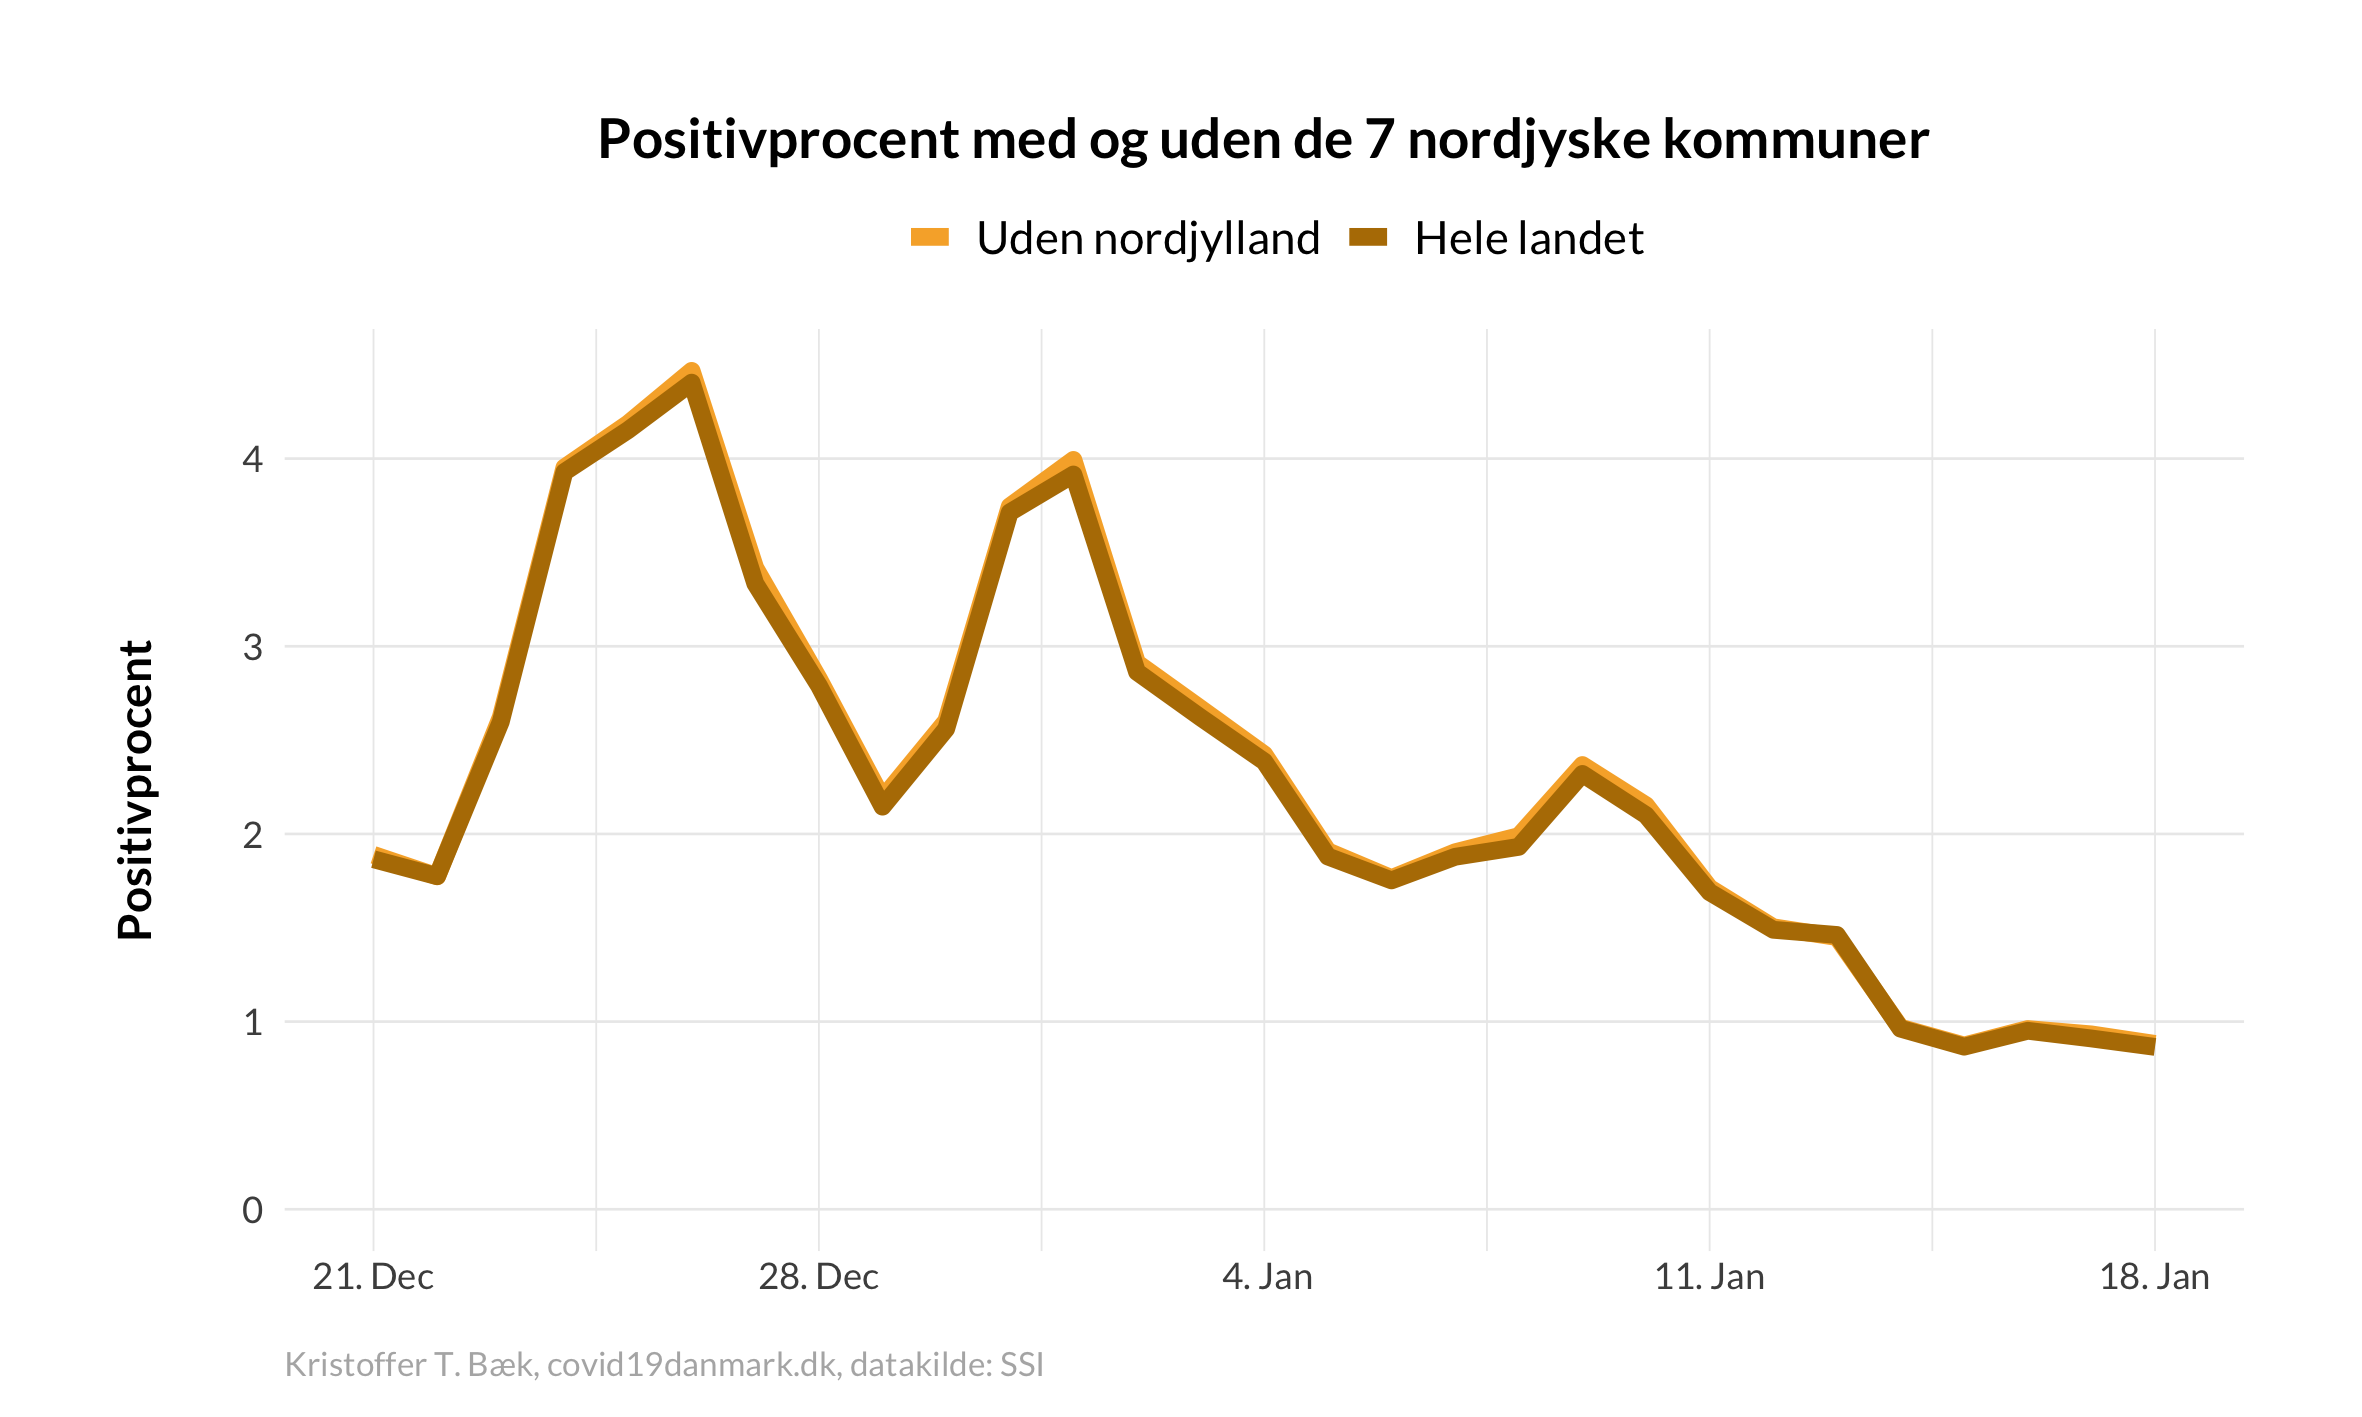 Positivprocent med og uden de 7 nordjyske kommuner
Uden nordjylland Hele landet
Positivprocent
4
3
2
1
0
21. Dec 28. Dec 4. Jan 11. Jan 18. Jan
Kristoffer T. Bæk, covid19danmark.dk, datakilde: SSI